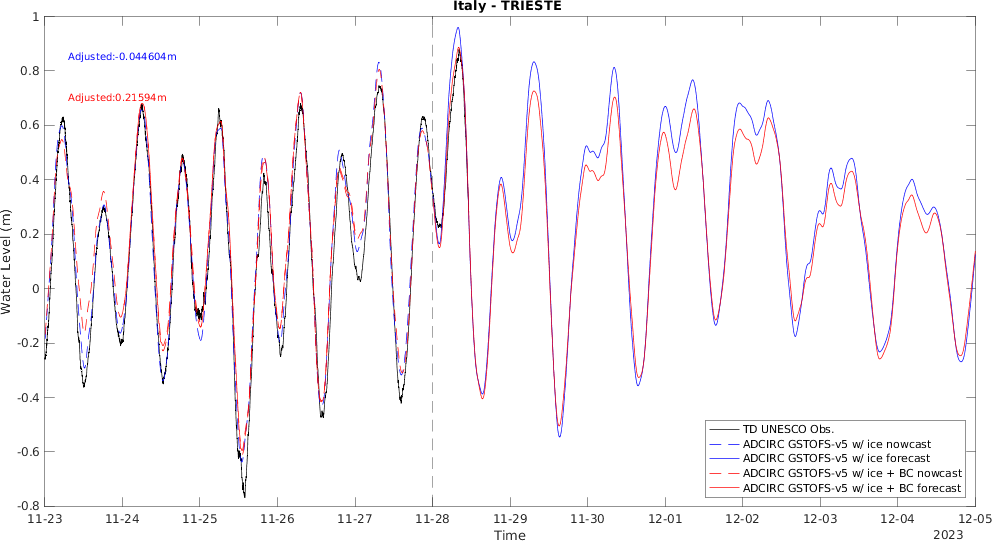 Italy - TRIESTE
Adjusted:-0.044604m
Adjusted:0.21594m
Water Level (m)
1
0.8
0.6
0.4
0.2
0
-0.2
-0.4
-0.6
-0.8
TD UNESCO Obs.
ADCIRC GSTOFS-v5 w/ ice nowcast
ADCIRC GSTOFS-v5 w/ ice forecast
ADCIRC GSTOFS-v5 w/ ice + BC nowcast
ADCIRC GSTOFS-v5 w/ ice + BC forecast
11-23 11-24 11-25 11-26 11-27 11-28 11-29 11-30 12-01 12-02 12-03 12-04 12-05
Time
2023